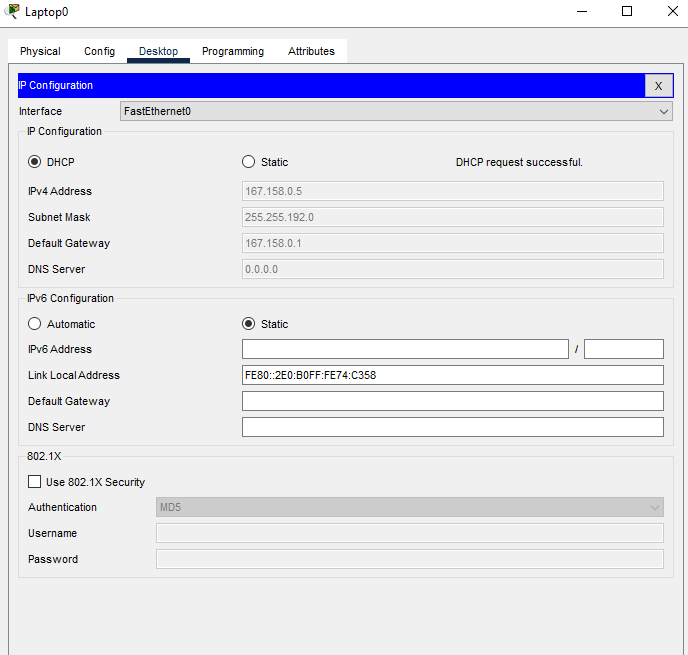 Laptop0
Physical Config Desktop Programming Attributes
IP Configuration X
Interface FastEthernet0
IP Configuration
DHCP Static DHCP request successful.
IPv4 Address 167.158.0.5
Subnet Mask 255.255.192.0
Default Gateway 167.158.0.1
DNS Server 0.0.0.0
IPv6 Configuration
Automatic Static
IPv6 Address /
Link Local Address FE80::2E0:B0FF:FE74:C358
Default Gateway
DNS Server
802.1X
Use 802.1X Security
Authentication MD5
Username
Password